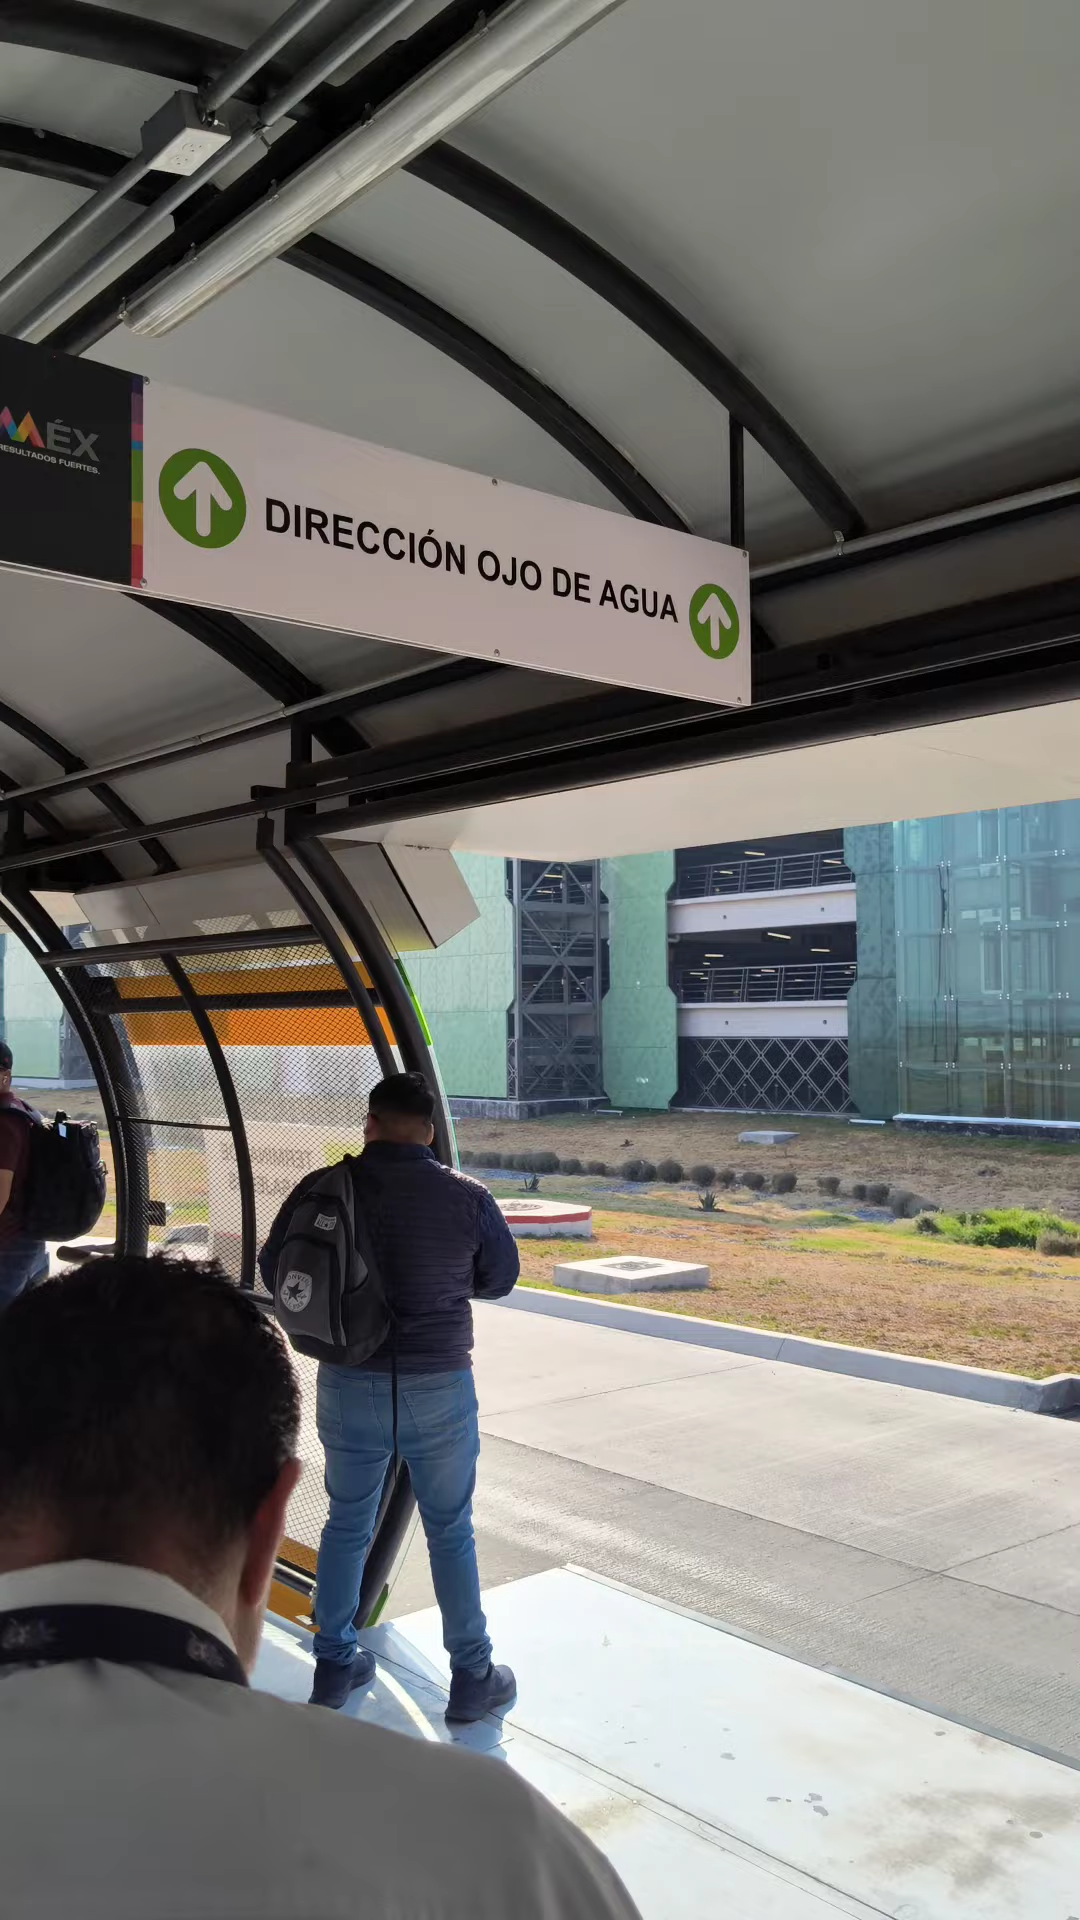 MÉX
RESULTADOS FUERTES.
DIRECCIÓN OJO DE AGUA